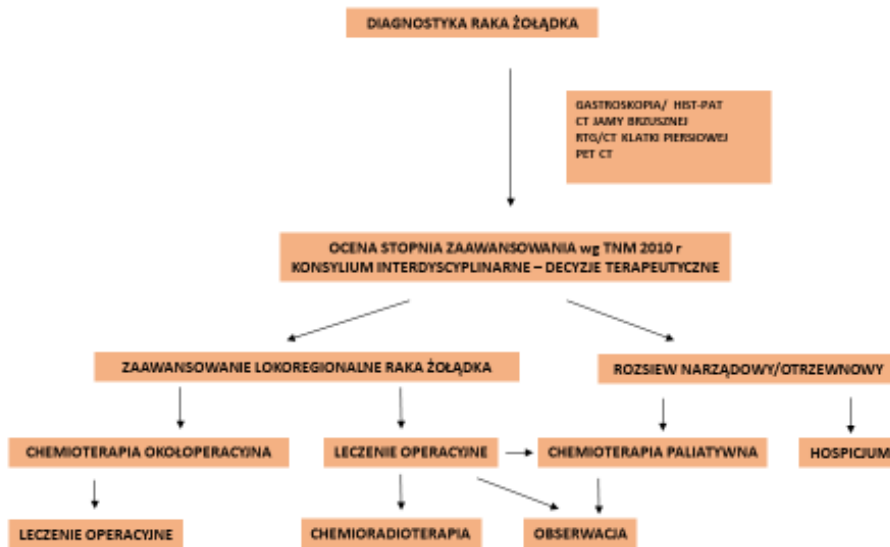 DIAGNOSTYKA RAKA ŻOŁĄDKA
GASTROSKOPIA/ HIST-PAT
CT JAMY BRZUSZNEJ
RTG/CT KLATKI PIERSIOWEJ
PET CT
OCENA STOPNIA ZAAWANSOWANIA wg TNM 2010 r
KONSYLIUM INTERDYSCYPLINARNE – DECYZJE TERAPEUTYCZNE
ZAAWANSOWANIE LOKOREGIONALNE RAKA ŻOŁĄDKA
ROZSIEW NARZĄDOWY/OTRZEWNOWY
CHEMIOTERAPIA OKOŁOPERACYJNA
LECZENIE OPERACYJNE
CHEMIOTERAPIA PALIATYWNA
HOSPICJUM
LECZENIE OPERACYJNE
CHEMIORADIOTERAPIA
OBSERWACJA